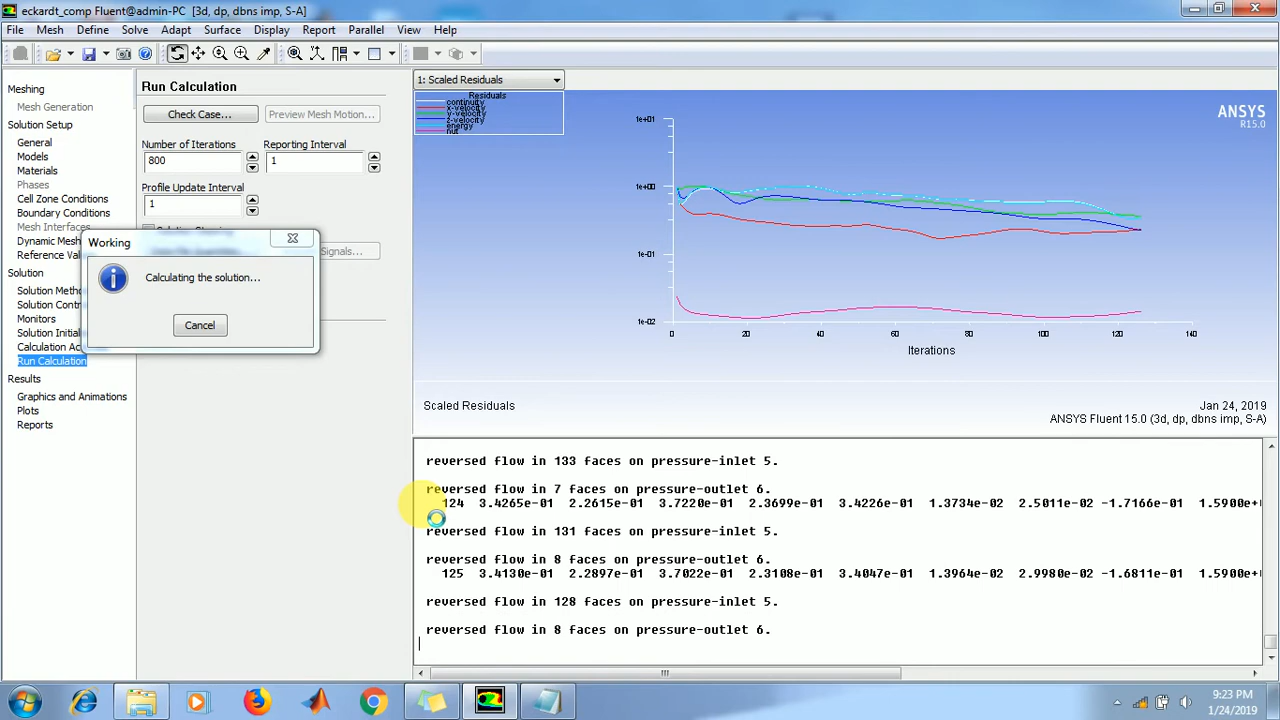 eckardt_comp Fluent@admin-PC [3d, dp, dbns imp, S-A]
File Mesh Define Solve Adapt Surface Display Report Parallel View Help
Meshing
Mesh Generation
Solution Setup
General
Models
Materials
Phases
Cell Zone Conditions
Boundary Conditions
Mesh Interfaces
Dynamic Mesh
Reference Val
Solution
Solution Meth
Solution Contr
Monitors
Solution Initial
Calculation Ac
Run Calculation
Results
Graphics and Animations
Plots
Reports
Run Calculation
Check Case...
Preview Mesh Motion...
Number of Iterations
Reporting Interval
800
1
Profile Update Interval
1
Signals...
Working
Calculating the solution...
Cancel
1: Scaled Residuals
Residuals
continuity
x-velocity
y-velocity
z-velocity
energy
nut
ANSYS
R15.0
1e+01
1e+00
1e-01
1e-02
0 20 40 60 80 100 120 140
Iterations
Scaled Residuals
Jan 24, 2019
ANSYS Fluent 15.0 (3d, dp, dbns imp, S-A)
reversed flow in 133 faces on pressure-inlet 5.
reversed flow in 7 faces on pressure-outlet 6.
124 3.4265e-01 2.2615e-01 3.7220e-01 2.3699e-01 3.4226e-01 1.3734e-02 2.5011e-02 -1.7166e-01 1.5900e+
reversed flow in 131 faces on pressure-inlet 5.
reversed flow in 8 faces on pressure-outlet 6.
125 3.4130e-01 2.2897e-01 3.7022e-01 2.3108e-01 3.4047e-01 1.3964e-02 2.9980e-02 -1.6811e-01 1.5900e+
reversed flow in 128 faces on pressure-inlet 5.
reversed flow in 8 faces on pressure-outlet 6.
9:23 PM
1/24/2019